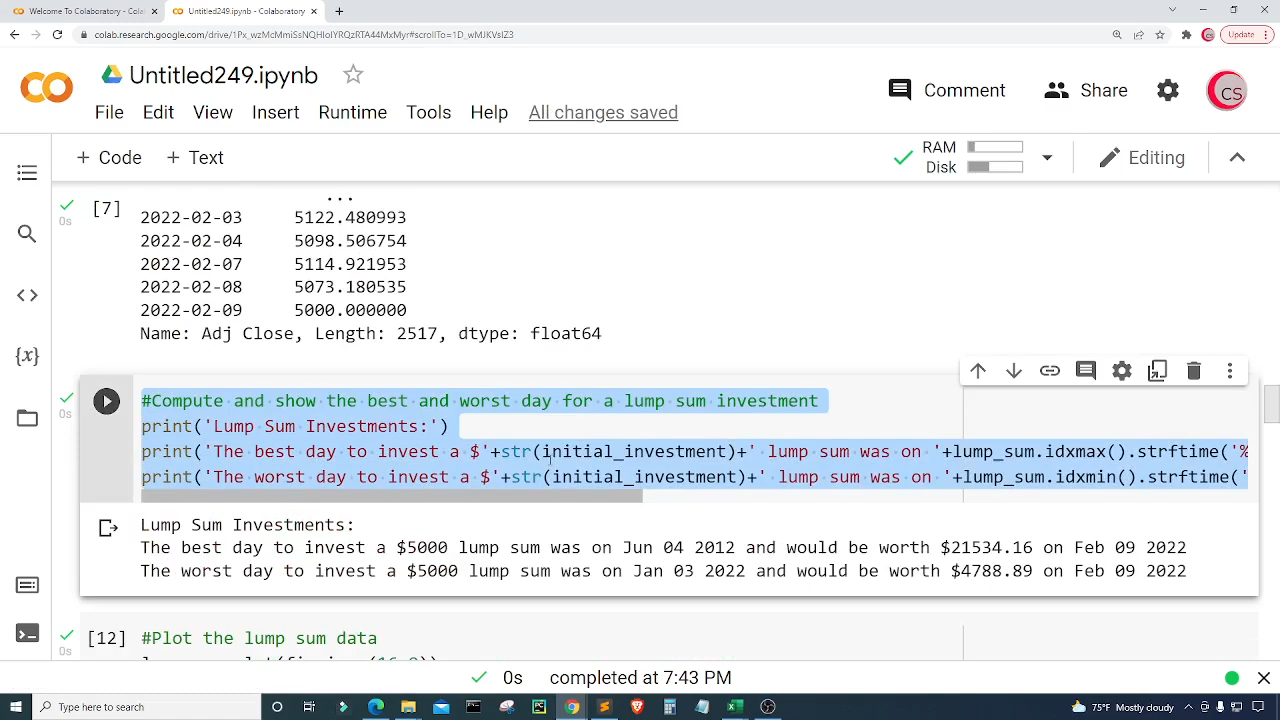 Welcome To Colaboratory - Colal
Untitled249.ipynb - Colaboratory
colab.research.google.com/drive/1Px_wzMcMmiSsNQHIoIYRQzRTA44MxMyr#scrollTo=1D_wMJKVsIZ3
Update
Untitled249.ipynb
File Edit View Insert Runtime Tools Help All changes saved
Comment Share CS
+ Code + Text
RAM
Disk
Editing
[7]
0s
...
2022-02-03 5122.480993
2022-02-04 5098.506754
2022-02-07 5114.921953
2022-02-08 5073.180535
2022-02-09 5000.000000
Name: Adj Close, Length: 2517, dtype: float64
0s
#Compute and show the best and worst day for a lump sum investment
print('Lump Sum Investments:')
print('The best day to invest a $'+str(initial_investment)+' lump sum was on '+lump_sum.idxmax().strftime('%
print('The worst day to invest a $'+str(initial_investment)+' lump sum was on '+lump_sum.idxmin().strftime('
Lump Sum Investments:
The best day to invest a $5000 lump sum was on Jun 04 2012 and would be worth $21534.16 on Feb 09 2022
The worst day to invest a $5000 lump sum was on Jan 03 2022 and would be worth $4788.89 on Feb 09 2022
[12] #Plot the lump sum data
0s
0s completed at 7:43 PM
Type here to search
73°F Mostly cloudy